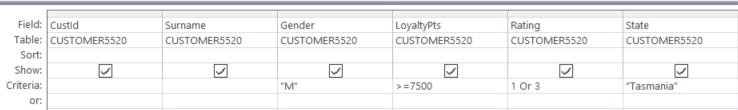 Field: CustId Surname Gender LoyaltyPts Rating State
Table: CUSTOMER5520 CUSTOMER5520 CUSTOMER5520 CUSTOMER5520 CUSTOMER5520 CUSTOMER5520
Sort:
Show:
Criteria: "M" >=7500 1 Or 3 "Tasmania"
or: